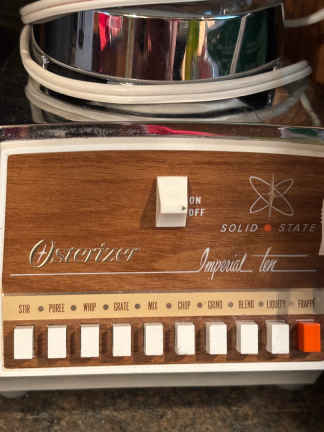 ON
OFF
SOLID STATE
Osterizer Imperial Ten
STIR PUREE WHIP GRATE MIX CHOP GRIND BLEND LIQUEFY FRAPPE